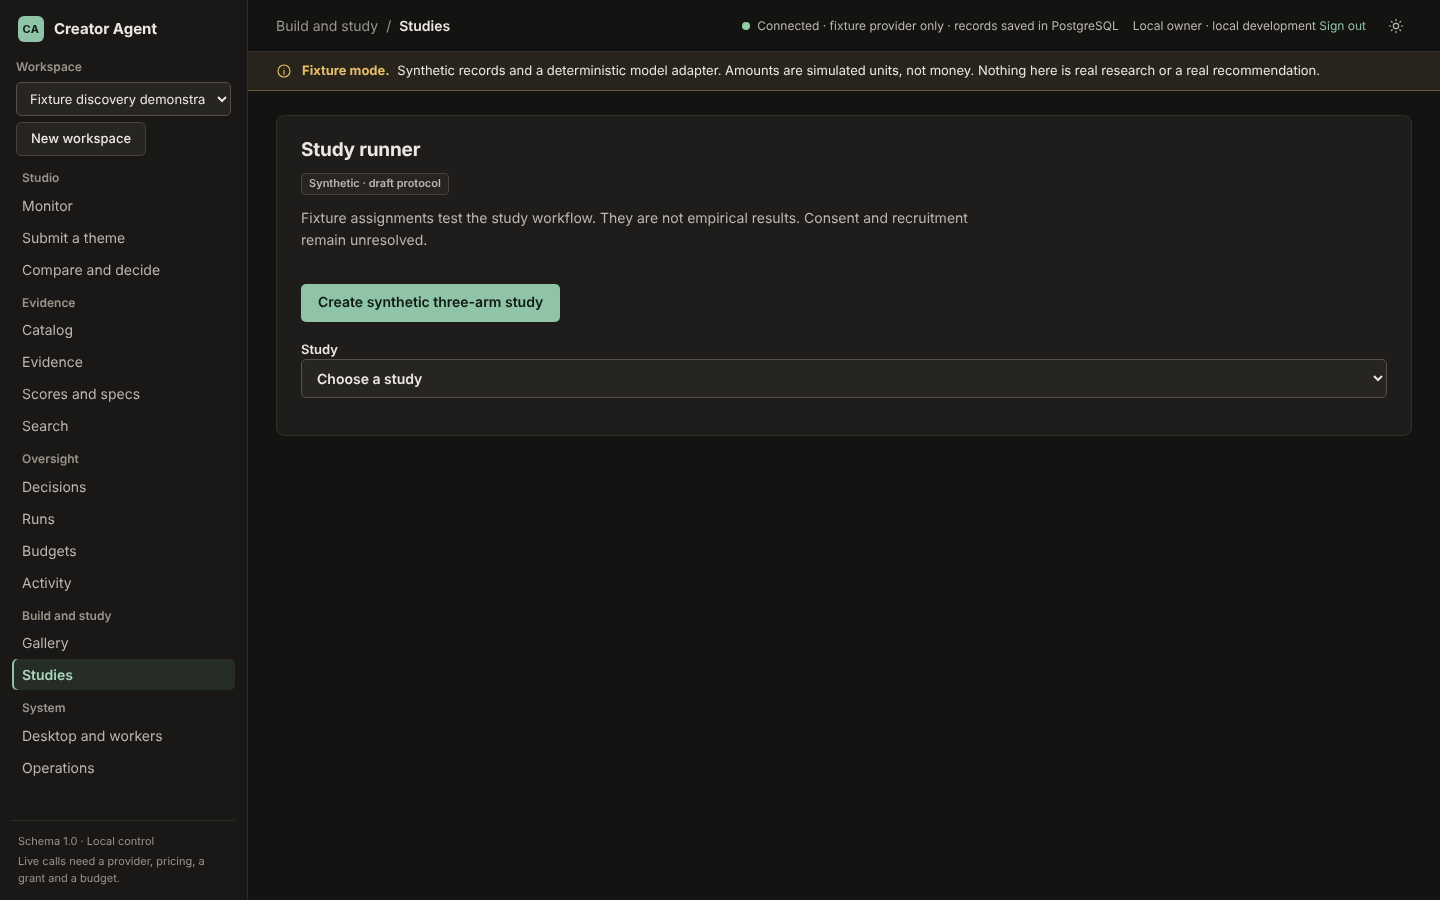 CA Creator Agent
Workspace
Fixture discovery demonstra
New workspace
Studio
Monitor
Submit a theme
Compare and decide
Evidence
Catalog
Evidence
Scores and specs
Search
Oversight
Decisions
Runs
Budgets
Activity
Build and study
Gallery
Studies
System
Desktop and workers
Operations
Schema 1.0 · Local control
Live calls need a provider, pricing, a
grant and a budget.
Build and study / Studies
Connected · fixture provider only · records saved in PostgreSQL
Local owner · local development Sign out
Fixture mode. Synthetic records and a deterministic model adapter. Amounts are simulated units, not money. Nothing here is real research or a real recommendation.
Study runner
Synthetic · draft protocol
Fixture assignments test the study workflow. They are not empirical results. Consent and recruitment
remain unresolved.
Create synthetic three-arm study
Study
Choose a study